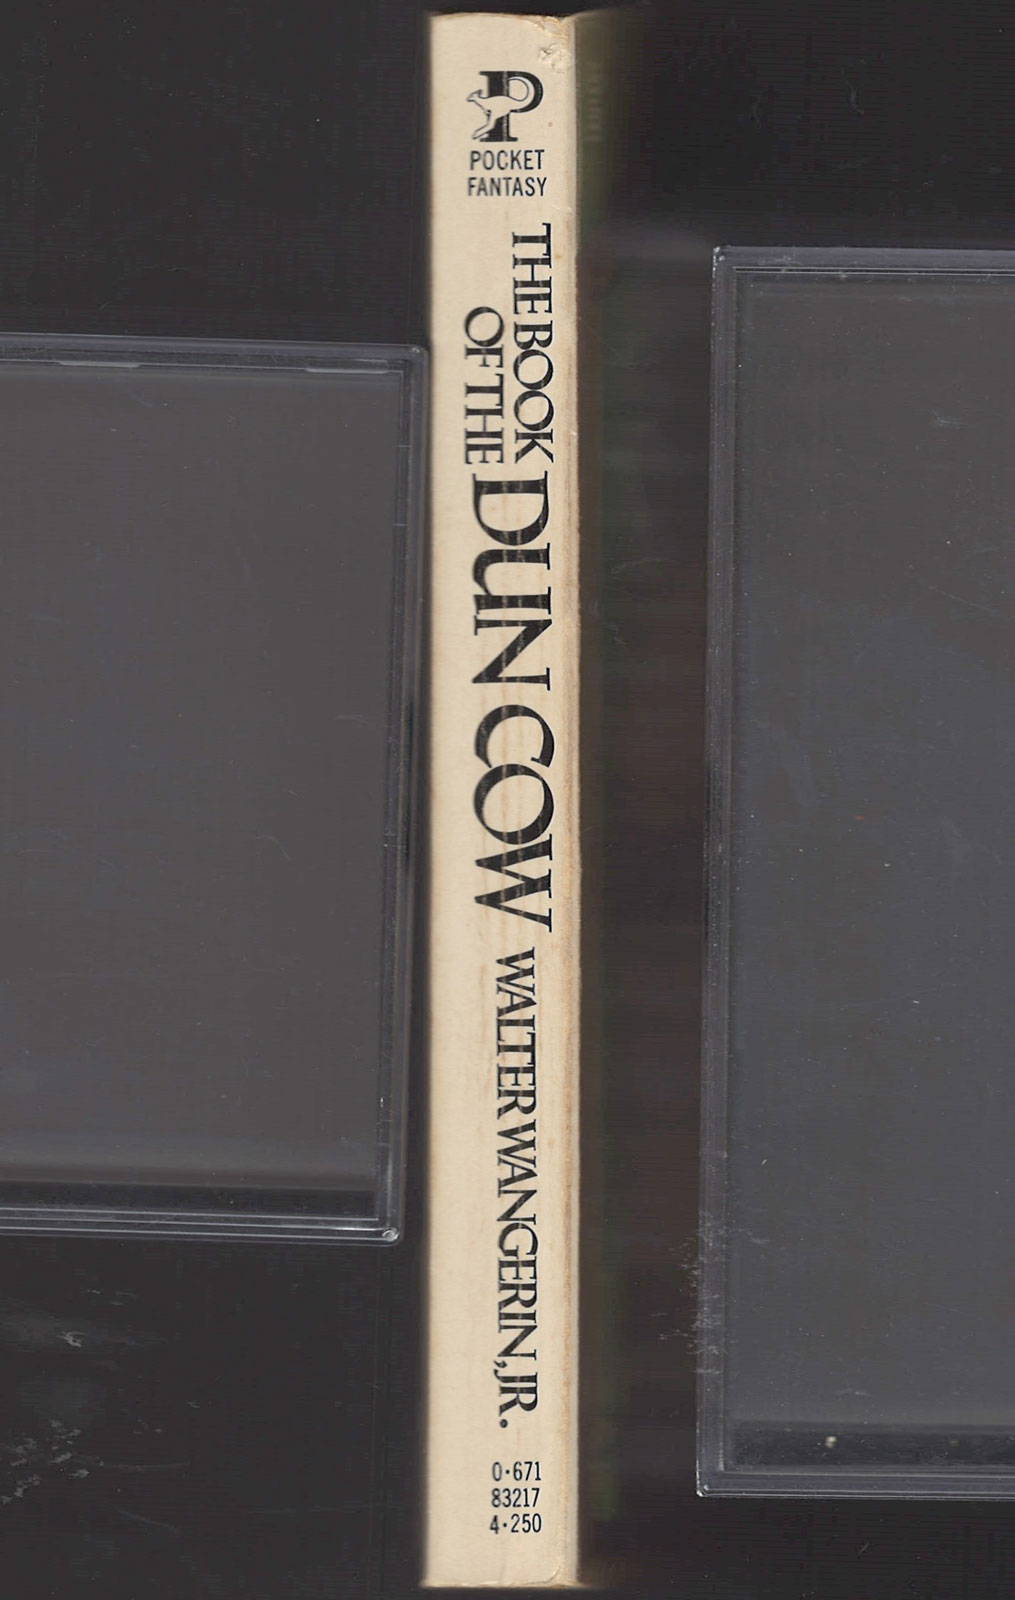 P
POCKET
FANTASY
THE BOOK
OF THE
DUN COW
WALTER WANGERIN, JR.
0·671
83217
4·250